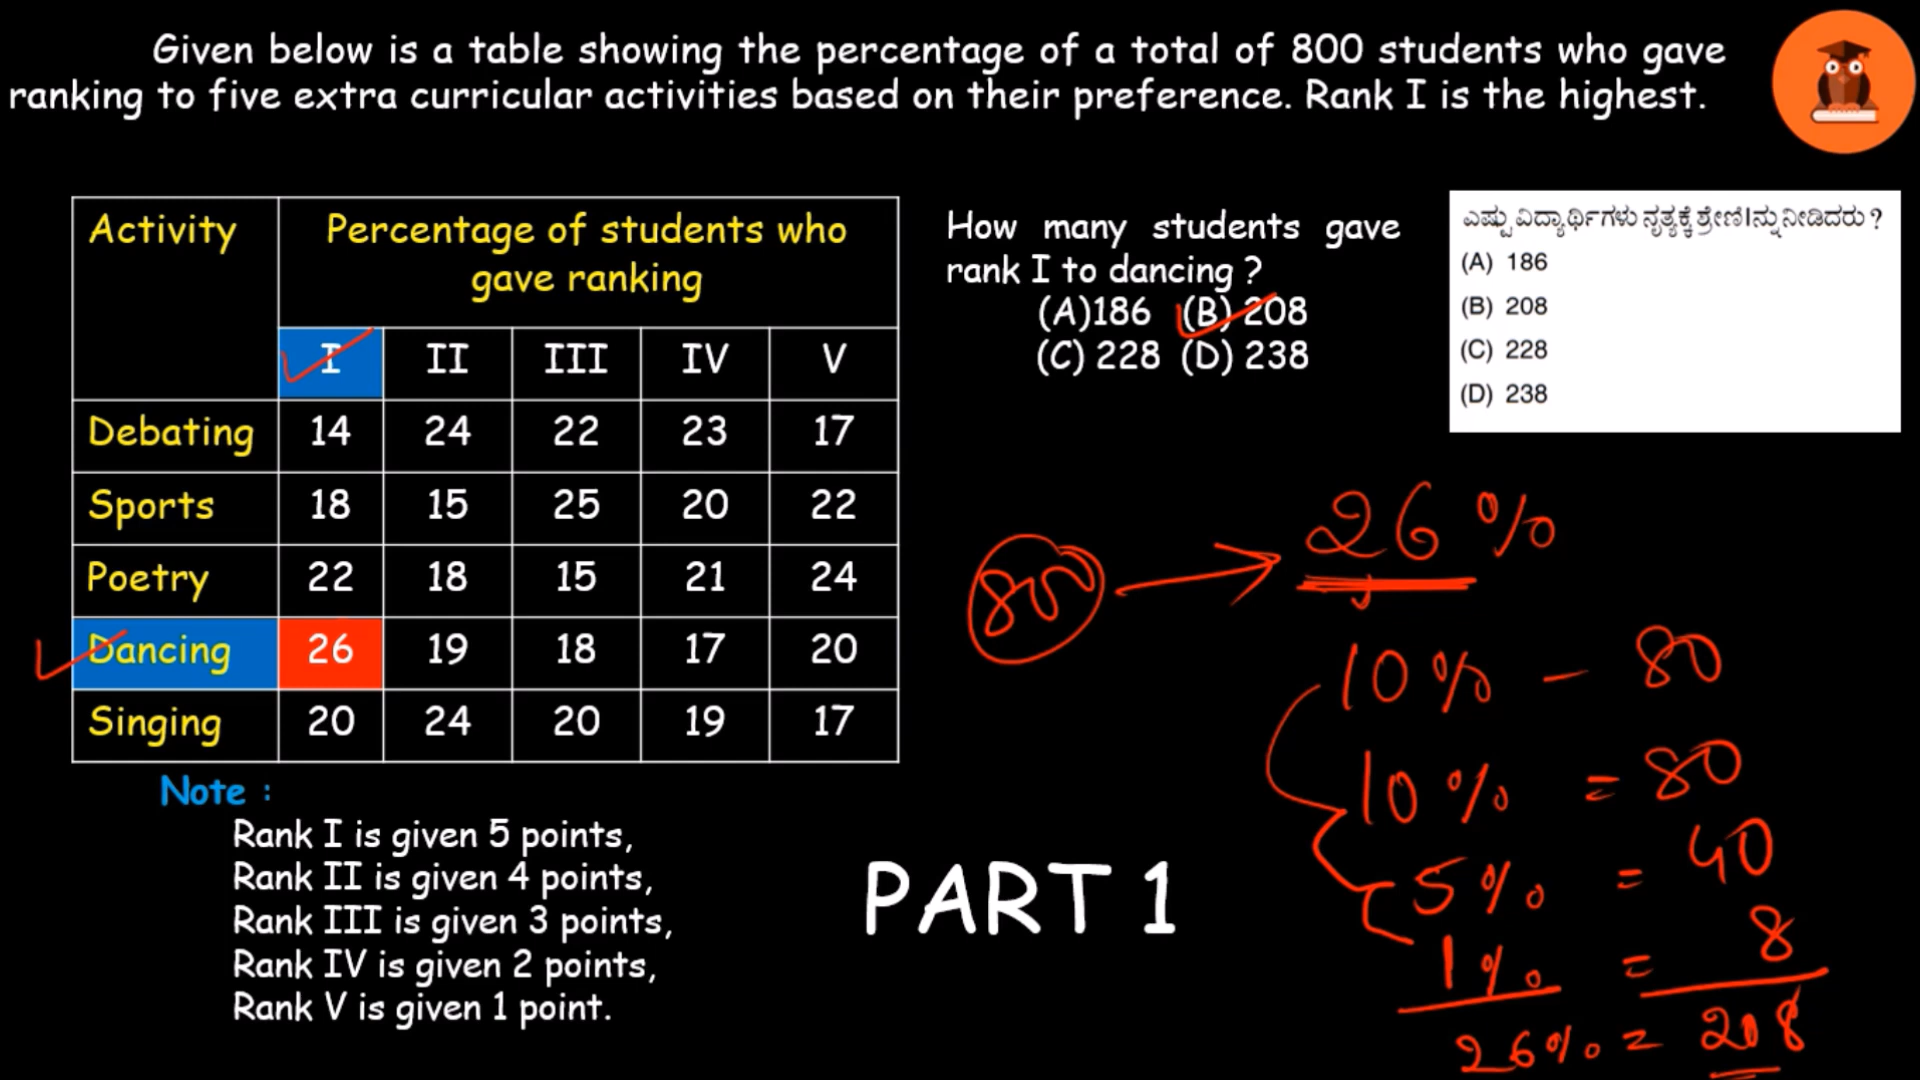 Given below is a table showing the percentage of a total of 800 students who gave
ranking to five extra curricular activities based on their preference. Rank I is the highest.
Activity Percentage of students who
gave ranking
I II III IV V
Debating 14 24 22 23 17
Sports 18 15 25 20 22
Poetry 22 18 15 21 24
Dancing 26 19 18 17 20
Singing 20 24 20 19 17
Note :
Rank I is given 5 points,
Rank II is given 4 points,
Rank III is given 3 points,
Rank IV is given 2 points,
Rank V is given 1 point.
How many students gave
rank I to dancing ?
(A)186 (B) 208
(C) 228 (D) 238
ಎಷ್ಟು ವಿದ್ಯಾರ್ಥಿಗಳು ನೃತ್ಯಕ್ಕೆ ಶ್ರೇಣಿIನ್ನು ನೀಡಿದರು ?
(A) 186
(B) 208
(C) 228
(D) 238
800 26%
10% - 80
10% = 80
5% = 40
1% = 8
26% = 208
PART 1